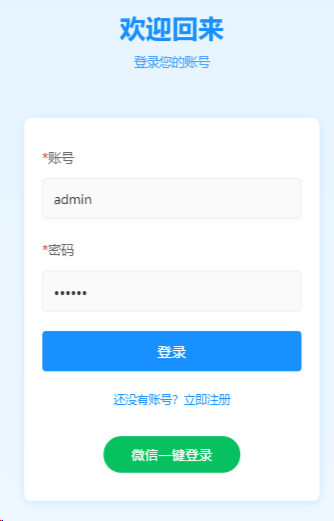 欢迎回来
登录您的账号
*账号
admin
*密码
••••••
登录
还没有账号？立即注册
微信一键登录